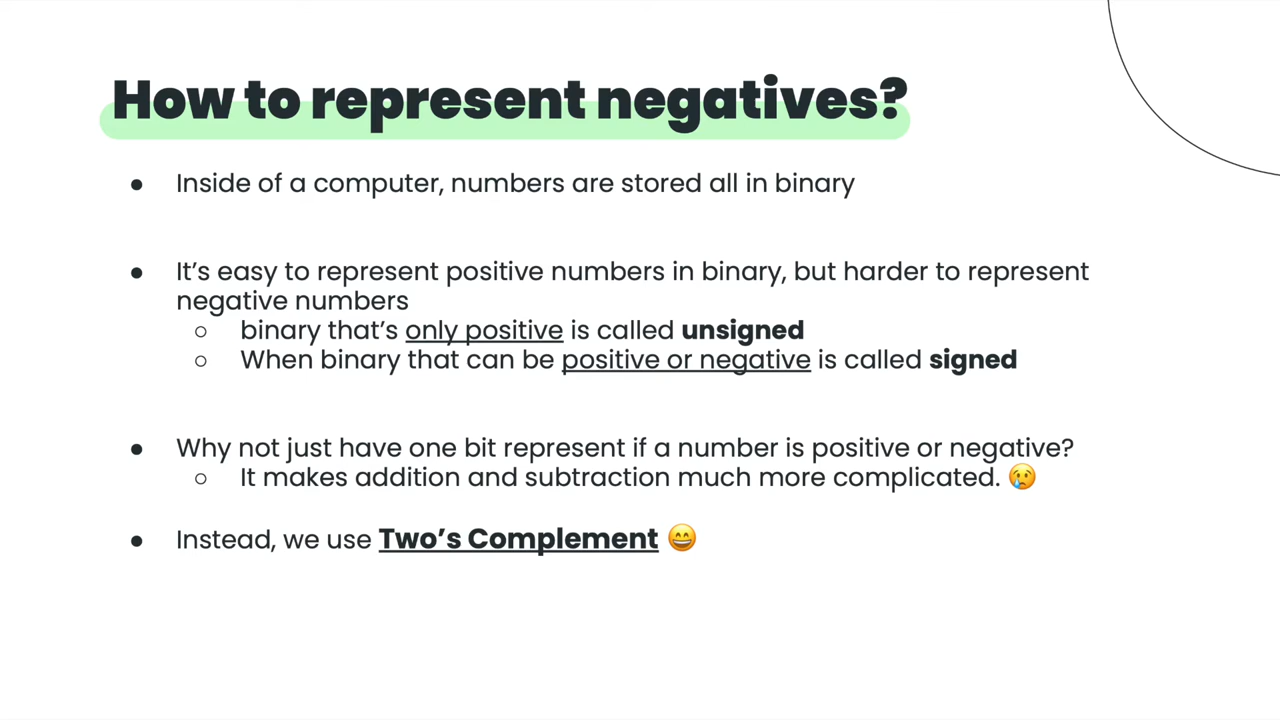 How to represent negatives?
● Inside of a computer, numbers are stored all in binary
● It’s easy to represent positive numbers in binary, but harder to represent
negative numbers
○ binary that’s only positive is called unsigned
○ When binary that can be positive or negative is called signed
● Why not just have one bit represent if a number is positive or negative?
○ It makes addition and subtraction much more complicated. 😢
● Instead, we use Two’s Complement 😄